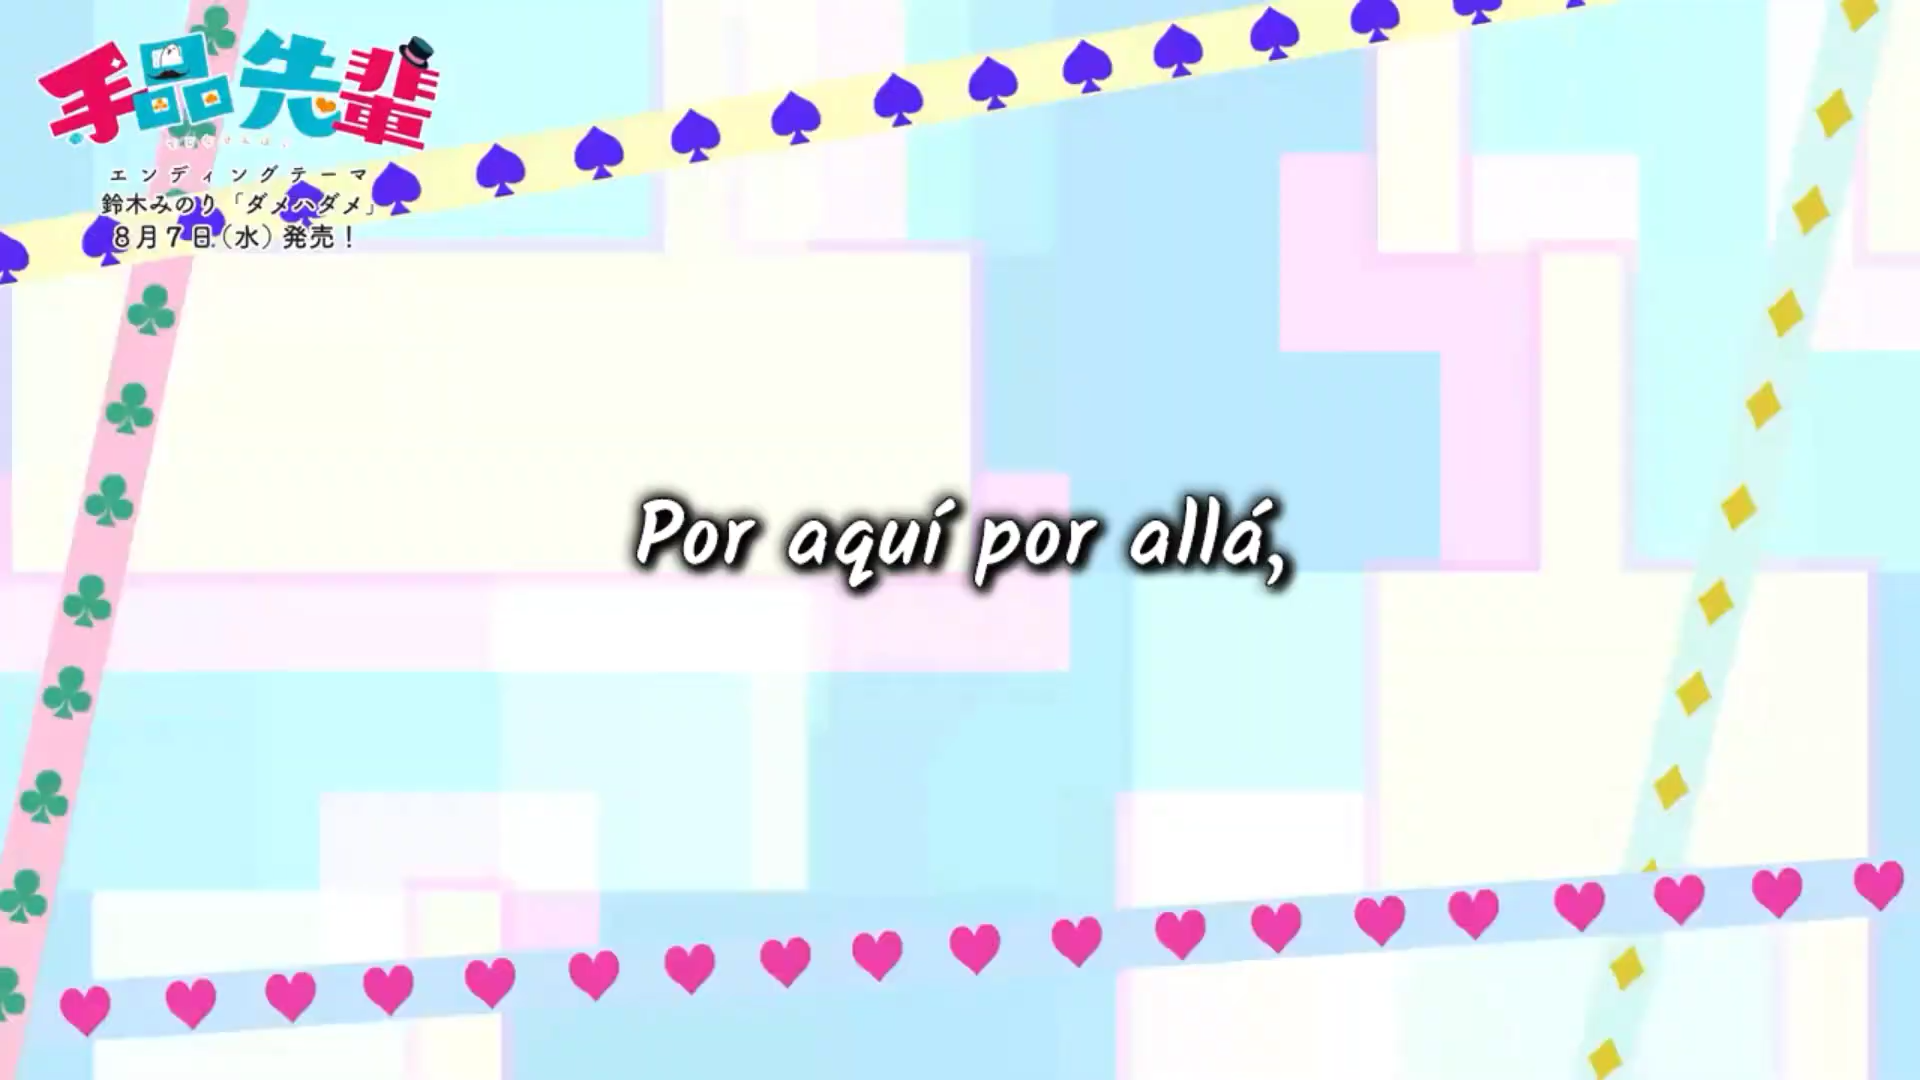 手品先輩
エンディングテーマ
鈴木みのり「ダメハダメ」
8月7日(水)発売!
Por aquí por allá,